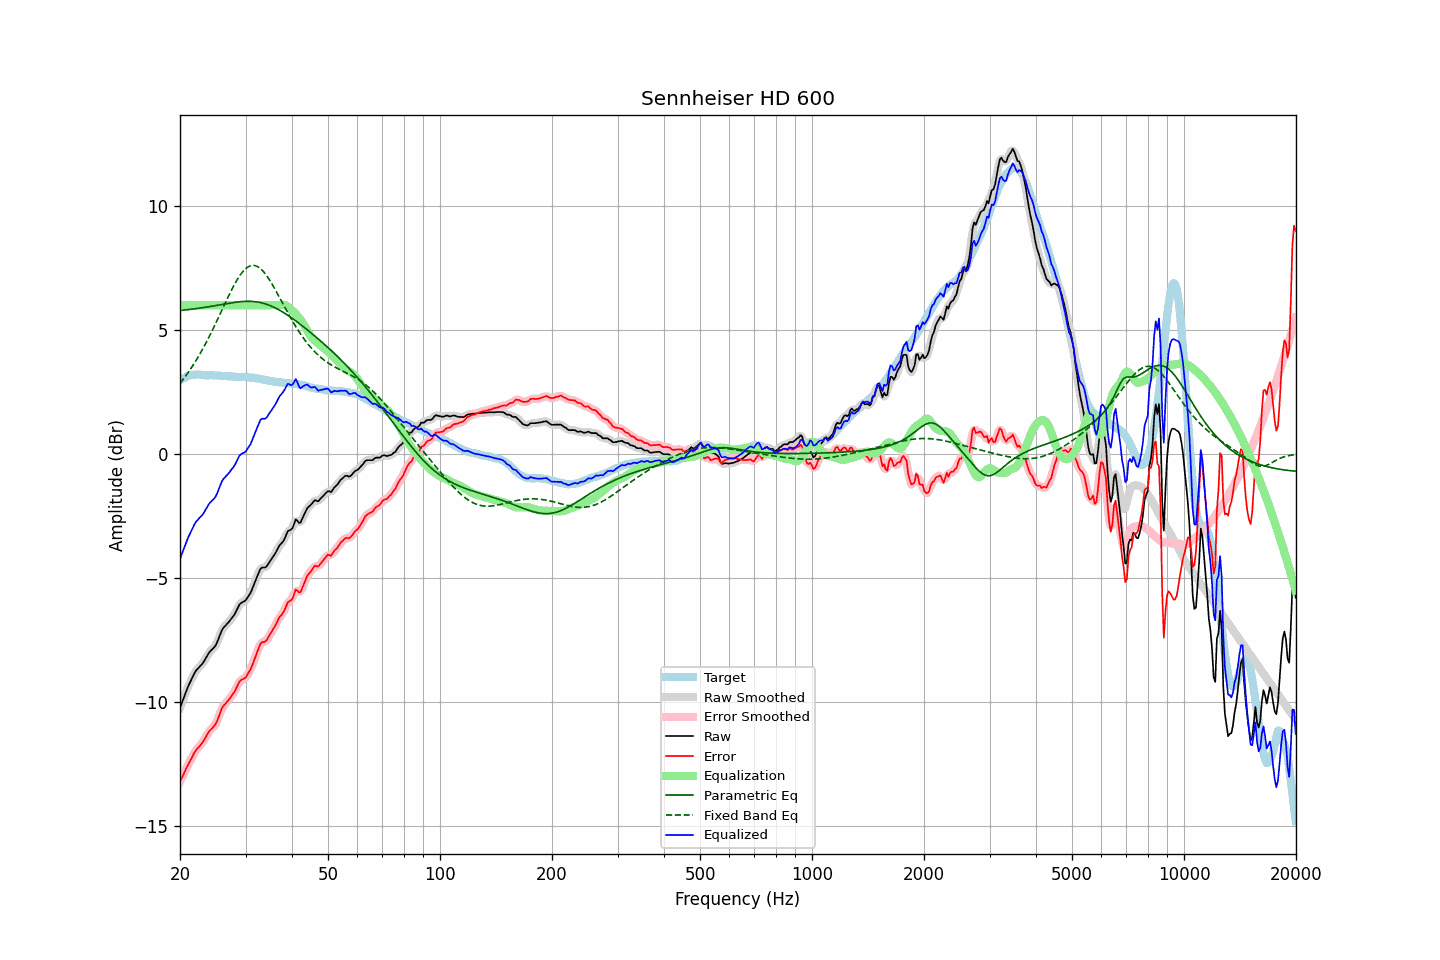 Sennheiser HD 600
Amplitude (dBr)
10
5
0
−5
−10
−15
Target
Raw Smoothed
Error Smoothed
Raw
Error
Equalization
Parametric Eq
Fixed Band Eq
Equalized
20 50 100 200 500 1000 2000 5000 10000 20000
Frequency (Hz)